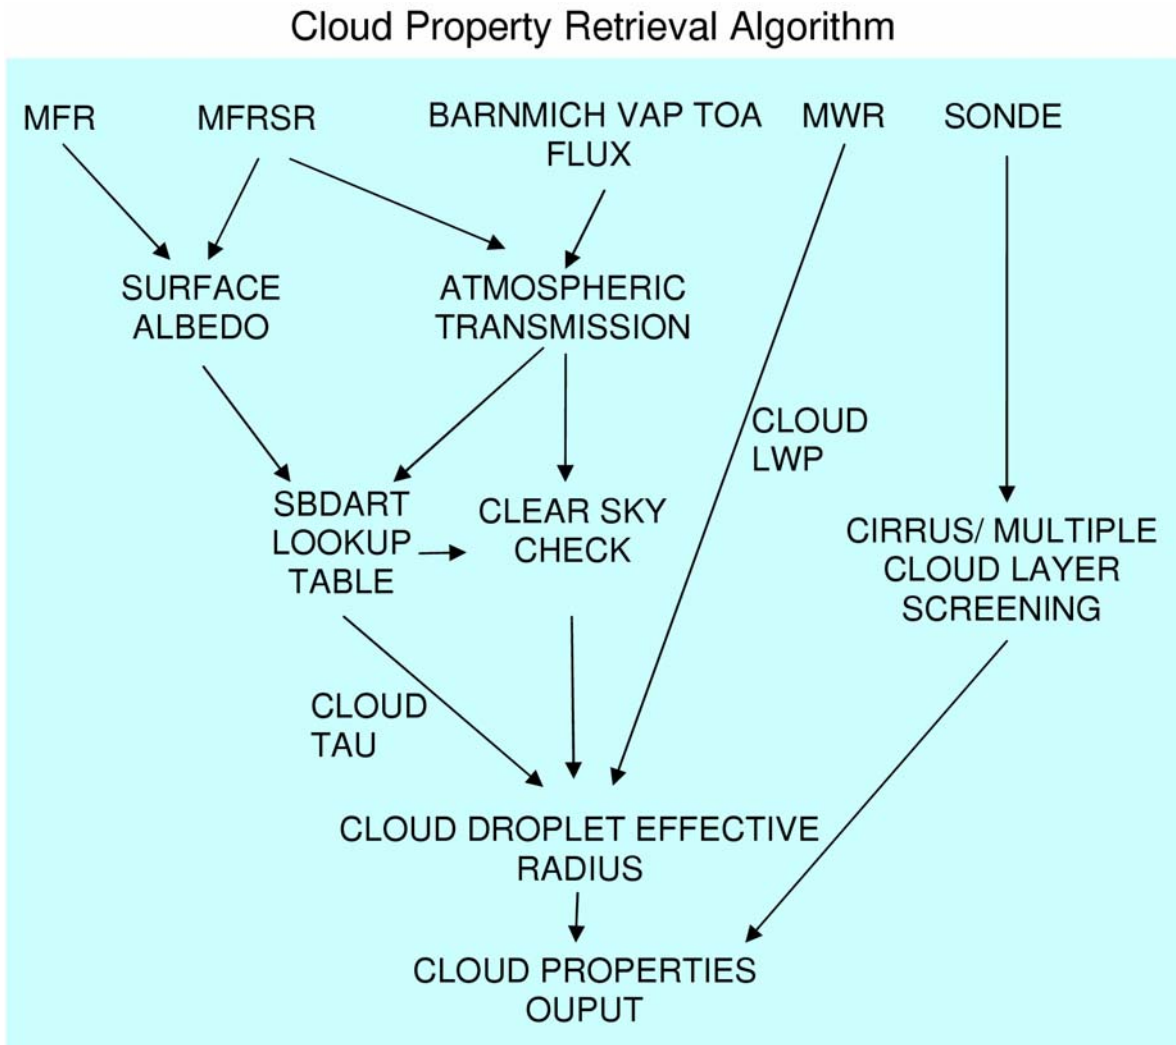 Cloud Property Retrieval Algorithm
MFR
MFRSR
BARNMICH VAP TOA
FLUX
MWR
SONDE
SURFACE
ALBEDO
ATMOSPHERIC
TRANSMISSION
CLOUD
LWP
SBDART
LOOKUP
TABLE
CLEAR SKY
CHECK
CIRRUS/ MULTIPLE
CLOUD LAYER
SCREENING
CLOUD
TAU
CLOUD DROPLET EFFECTIVE
RADIUS
CLOUD PROPERTIES
OUPUT